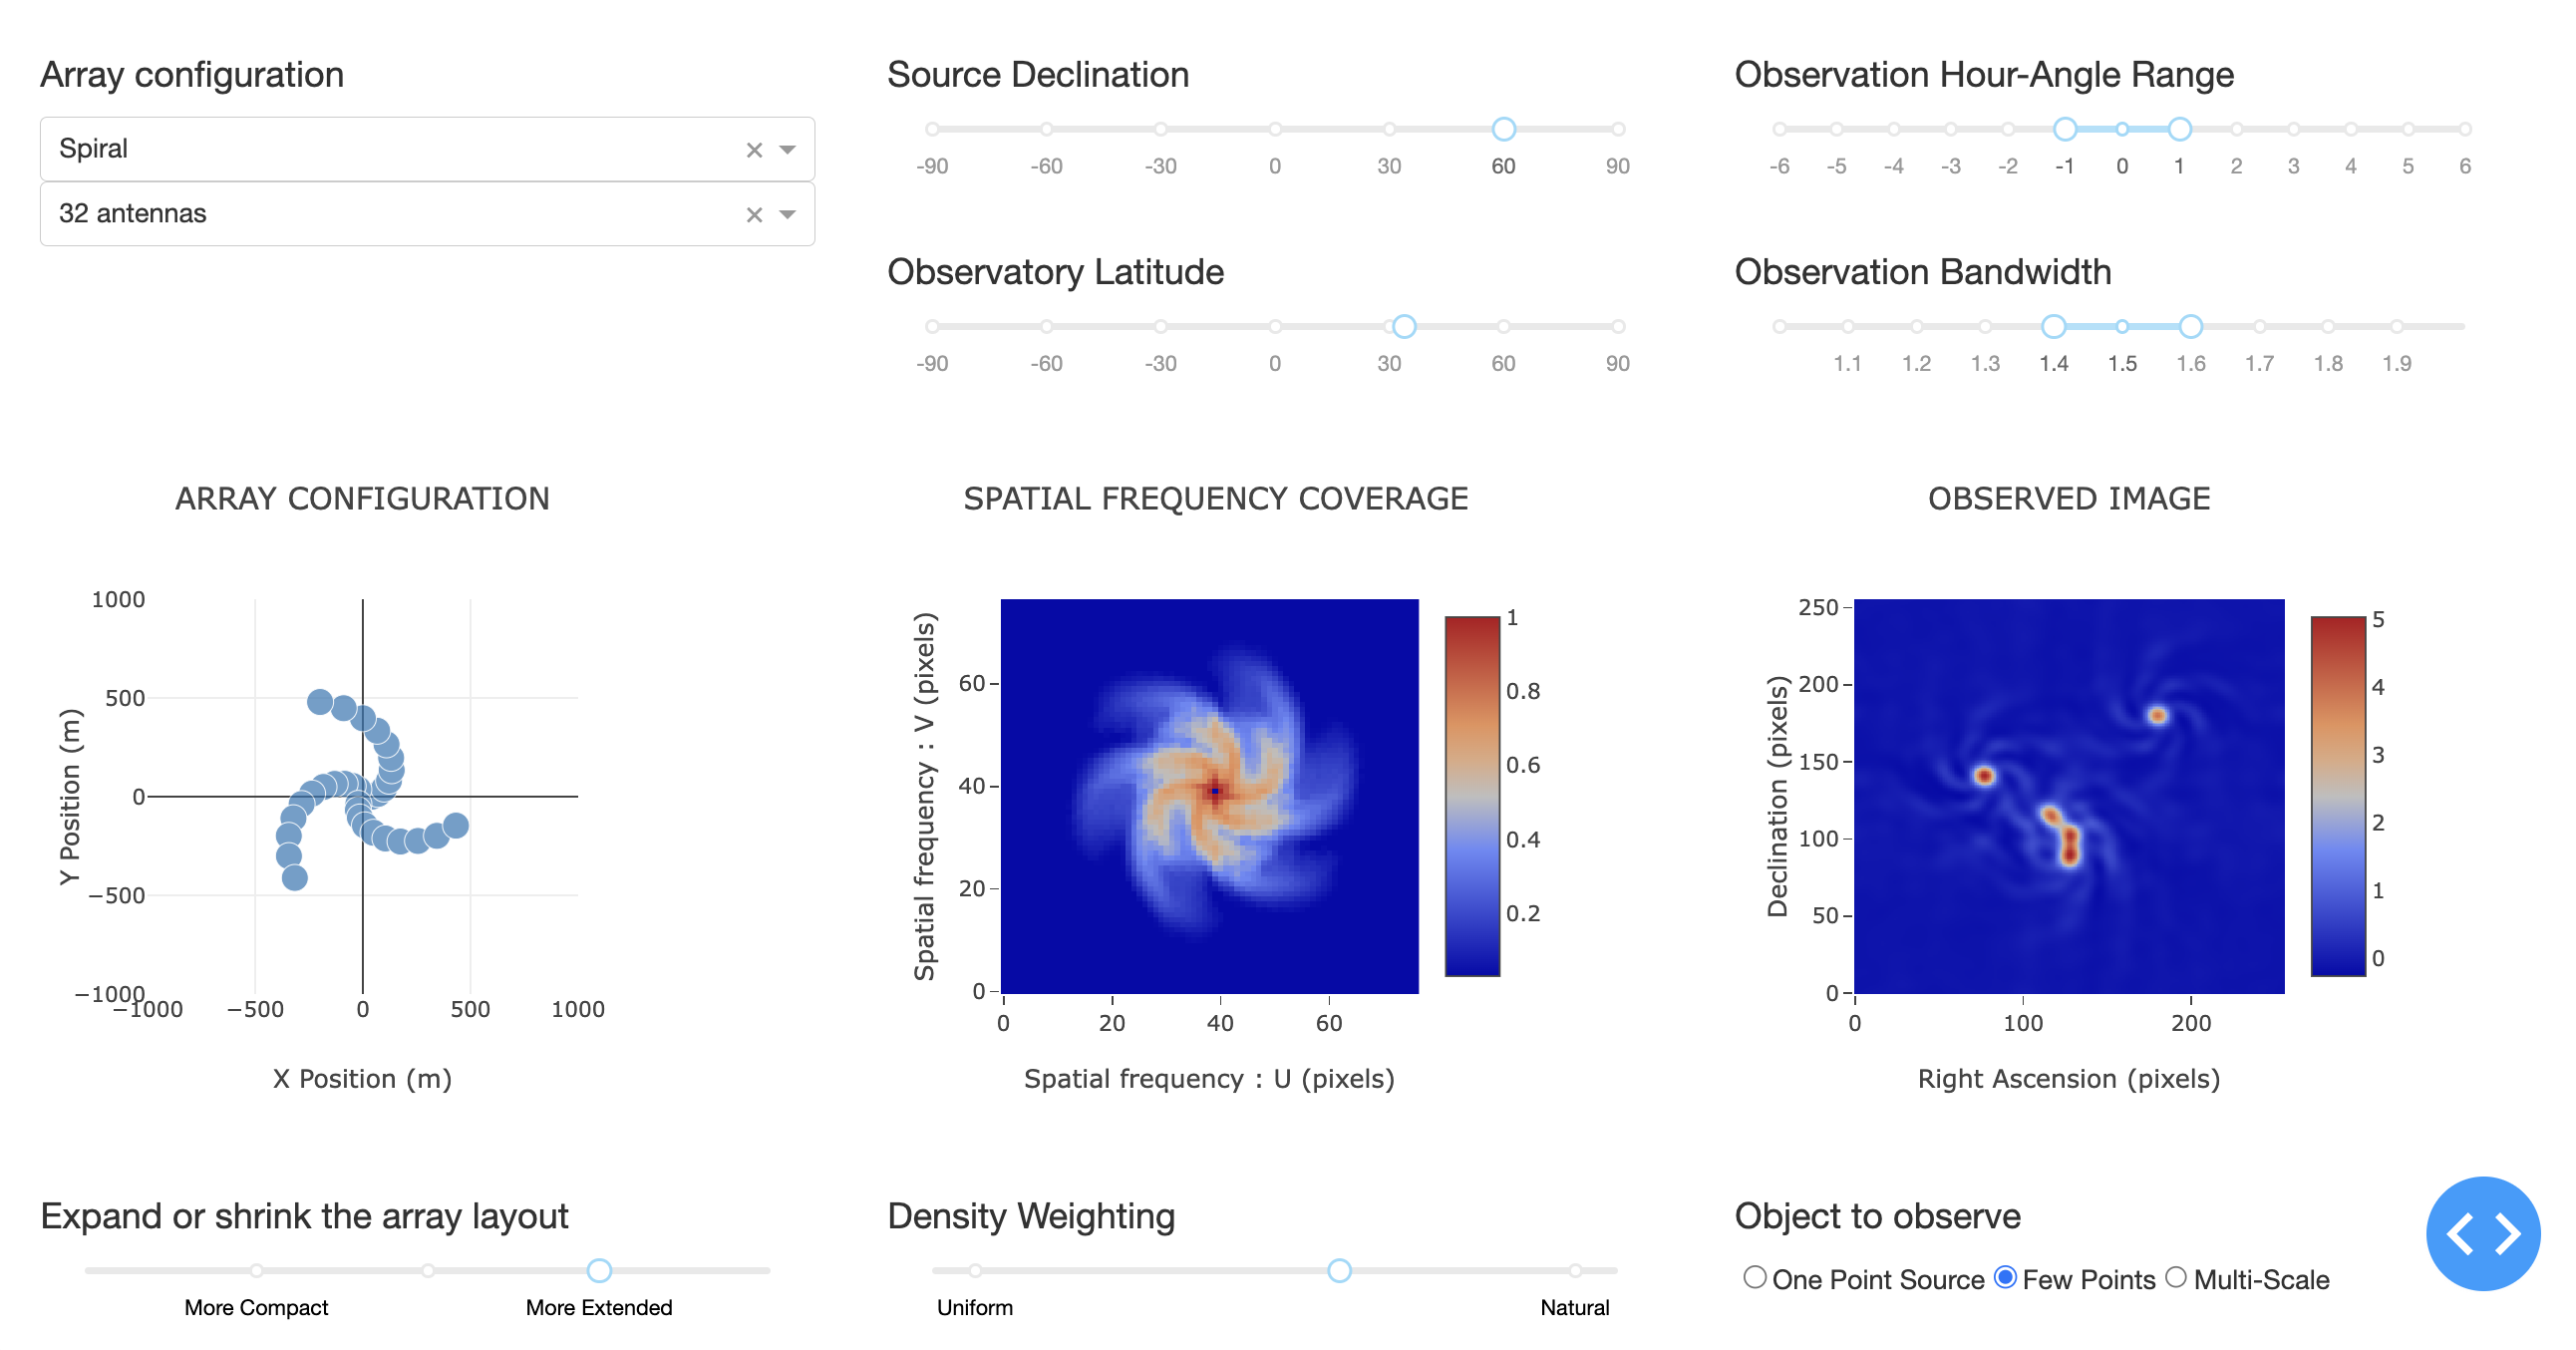 Array configuration
Spiral
32 antennas
Source Declination
-90 -60 -30 0 30 60 90
Observatory Latitude
-90 -60 -30 0 30 60 90
Observation Hour-Angle Range
-6 -5 -4 -3 -2 -1 0 1 2 3 4 5 6
Observation Bandwidth
1.1 1.2 1.3 1.4 1.5 1.6 1.7 1.8 1.9
ARRAY CONFIGURATION
1000
500
0
−500
−1000
−1000 −500 0 500 1000
Y Position (m)
X Position (m)
SPATIAL FREQUENCY COVERAGE
60
40
20
0
0 20 40 60
Spatial frequency : V (pixels)
Spatial frequency : U (pixels)
1
0.8
0.6
0.4
0.2
OBSERVED IMAGE
250
200
150
100
50
0
0 100 200
Declination (pixels)
Right Ascension (pixels)
5
4
3
2
1
0
Expand or shrink the array layout
More Compact More Extended
Density Weighting
Uniform Natural
Object to observe
One Point Source Few Points Multi-Scale